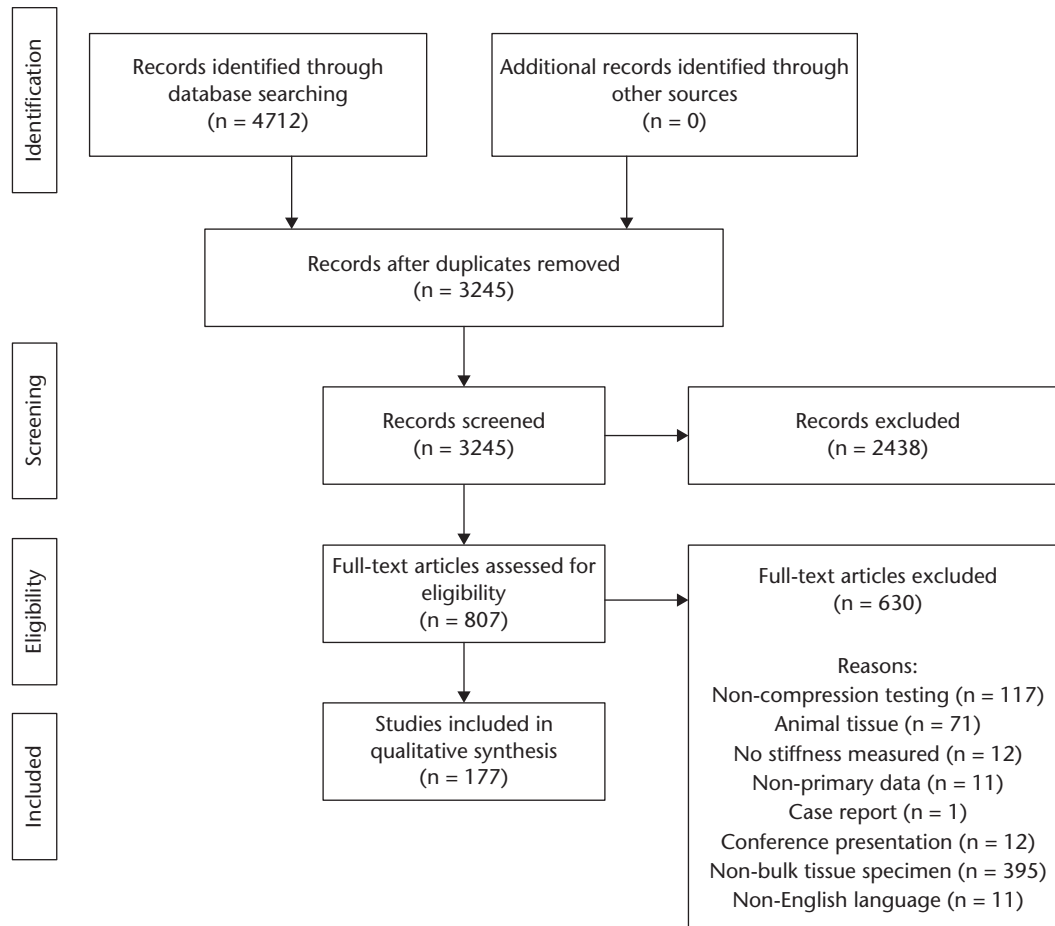 Identification
Records identified through
database searching
(n = 4712)
Additional records identified through
other sources
(n = 0)
Records after duplicates removed
(n = 3245)
Screening
Records screened
(n = 3245)
Records excluded
(n = 2438)
Eligibility
Full-text articles assessed for
eligibility
(n = 807)
Full-text articles excluded
(n = 630)
Reasons:
Non-compression testing (n = 117)
Animal tissue (n = 71)
No stiffness measured (n = 12)
Non-primary data (n = 11)
Case report (n = 1)
Conference presentation (n = 12)
Non-bulk tissue specimen (n = 395)
Non-English language (n = 11)
Included
Studies included in
qualitative synthesis
(n = 177)